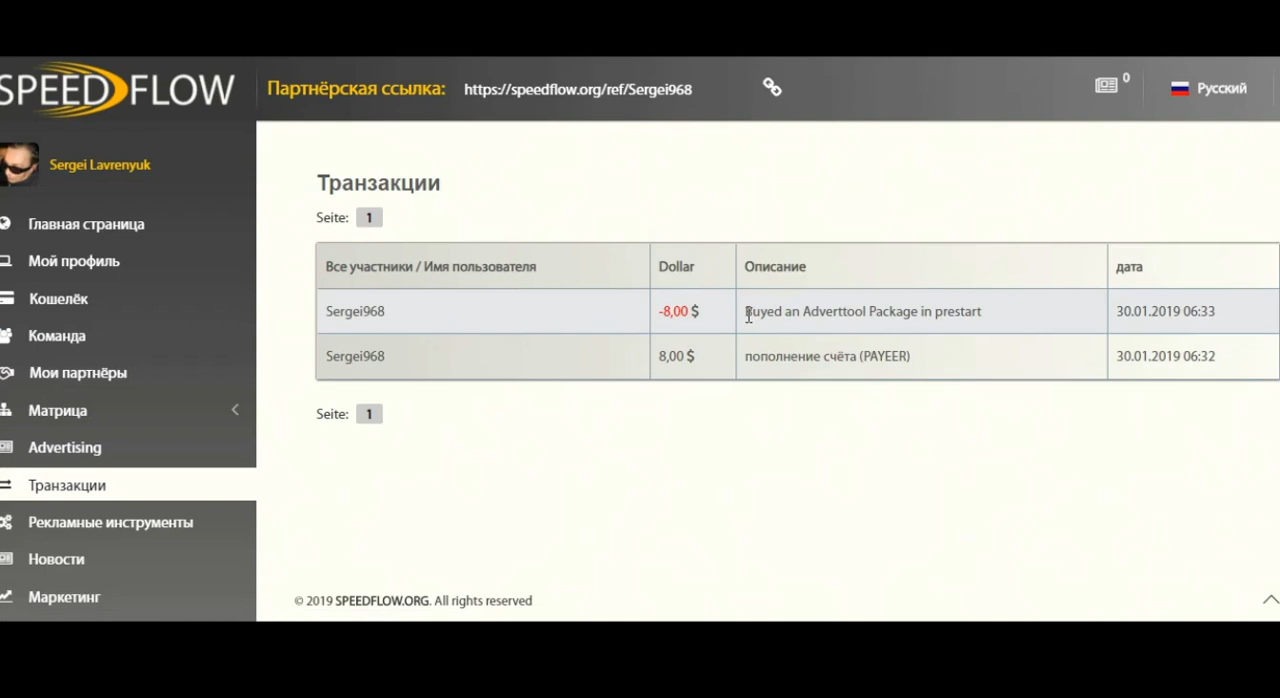 SPEEDFLOW
Партнёрская ссылка: https://speedflow.org/ref/Sergei968
0
Русский
Sergei Lavrenyuk
Главная страница
Мой профиль
Кошелёк
Команда
Мои партнёры
Матрица
Advertising
Транзакции
Рекламные инструменты
Новости
Маркетинг
Транзакции
Seite: 1
Все участники / Имя пользователя Dollar Описание дата
Sergei968 -8,00 $ Buyed an Adverttool Package in prestart 30.01.2019 06:33
Sergei968 8,00 $ пополнение счёта (PAYEER) 30.01.2019 06:32
Seite: 1
© 2019 SPEEDFLOW.ORG. All rights reserved